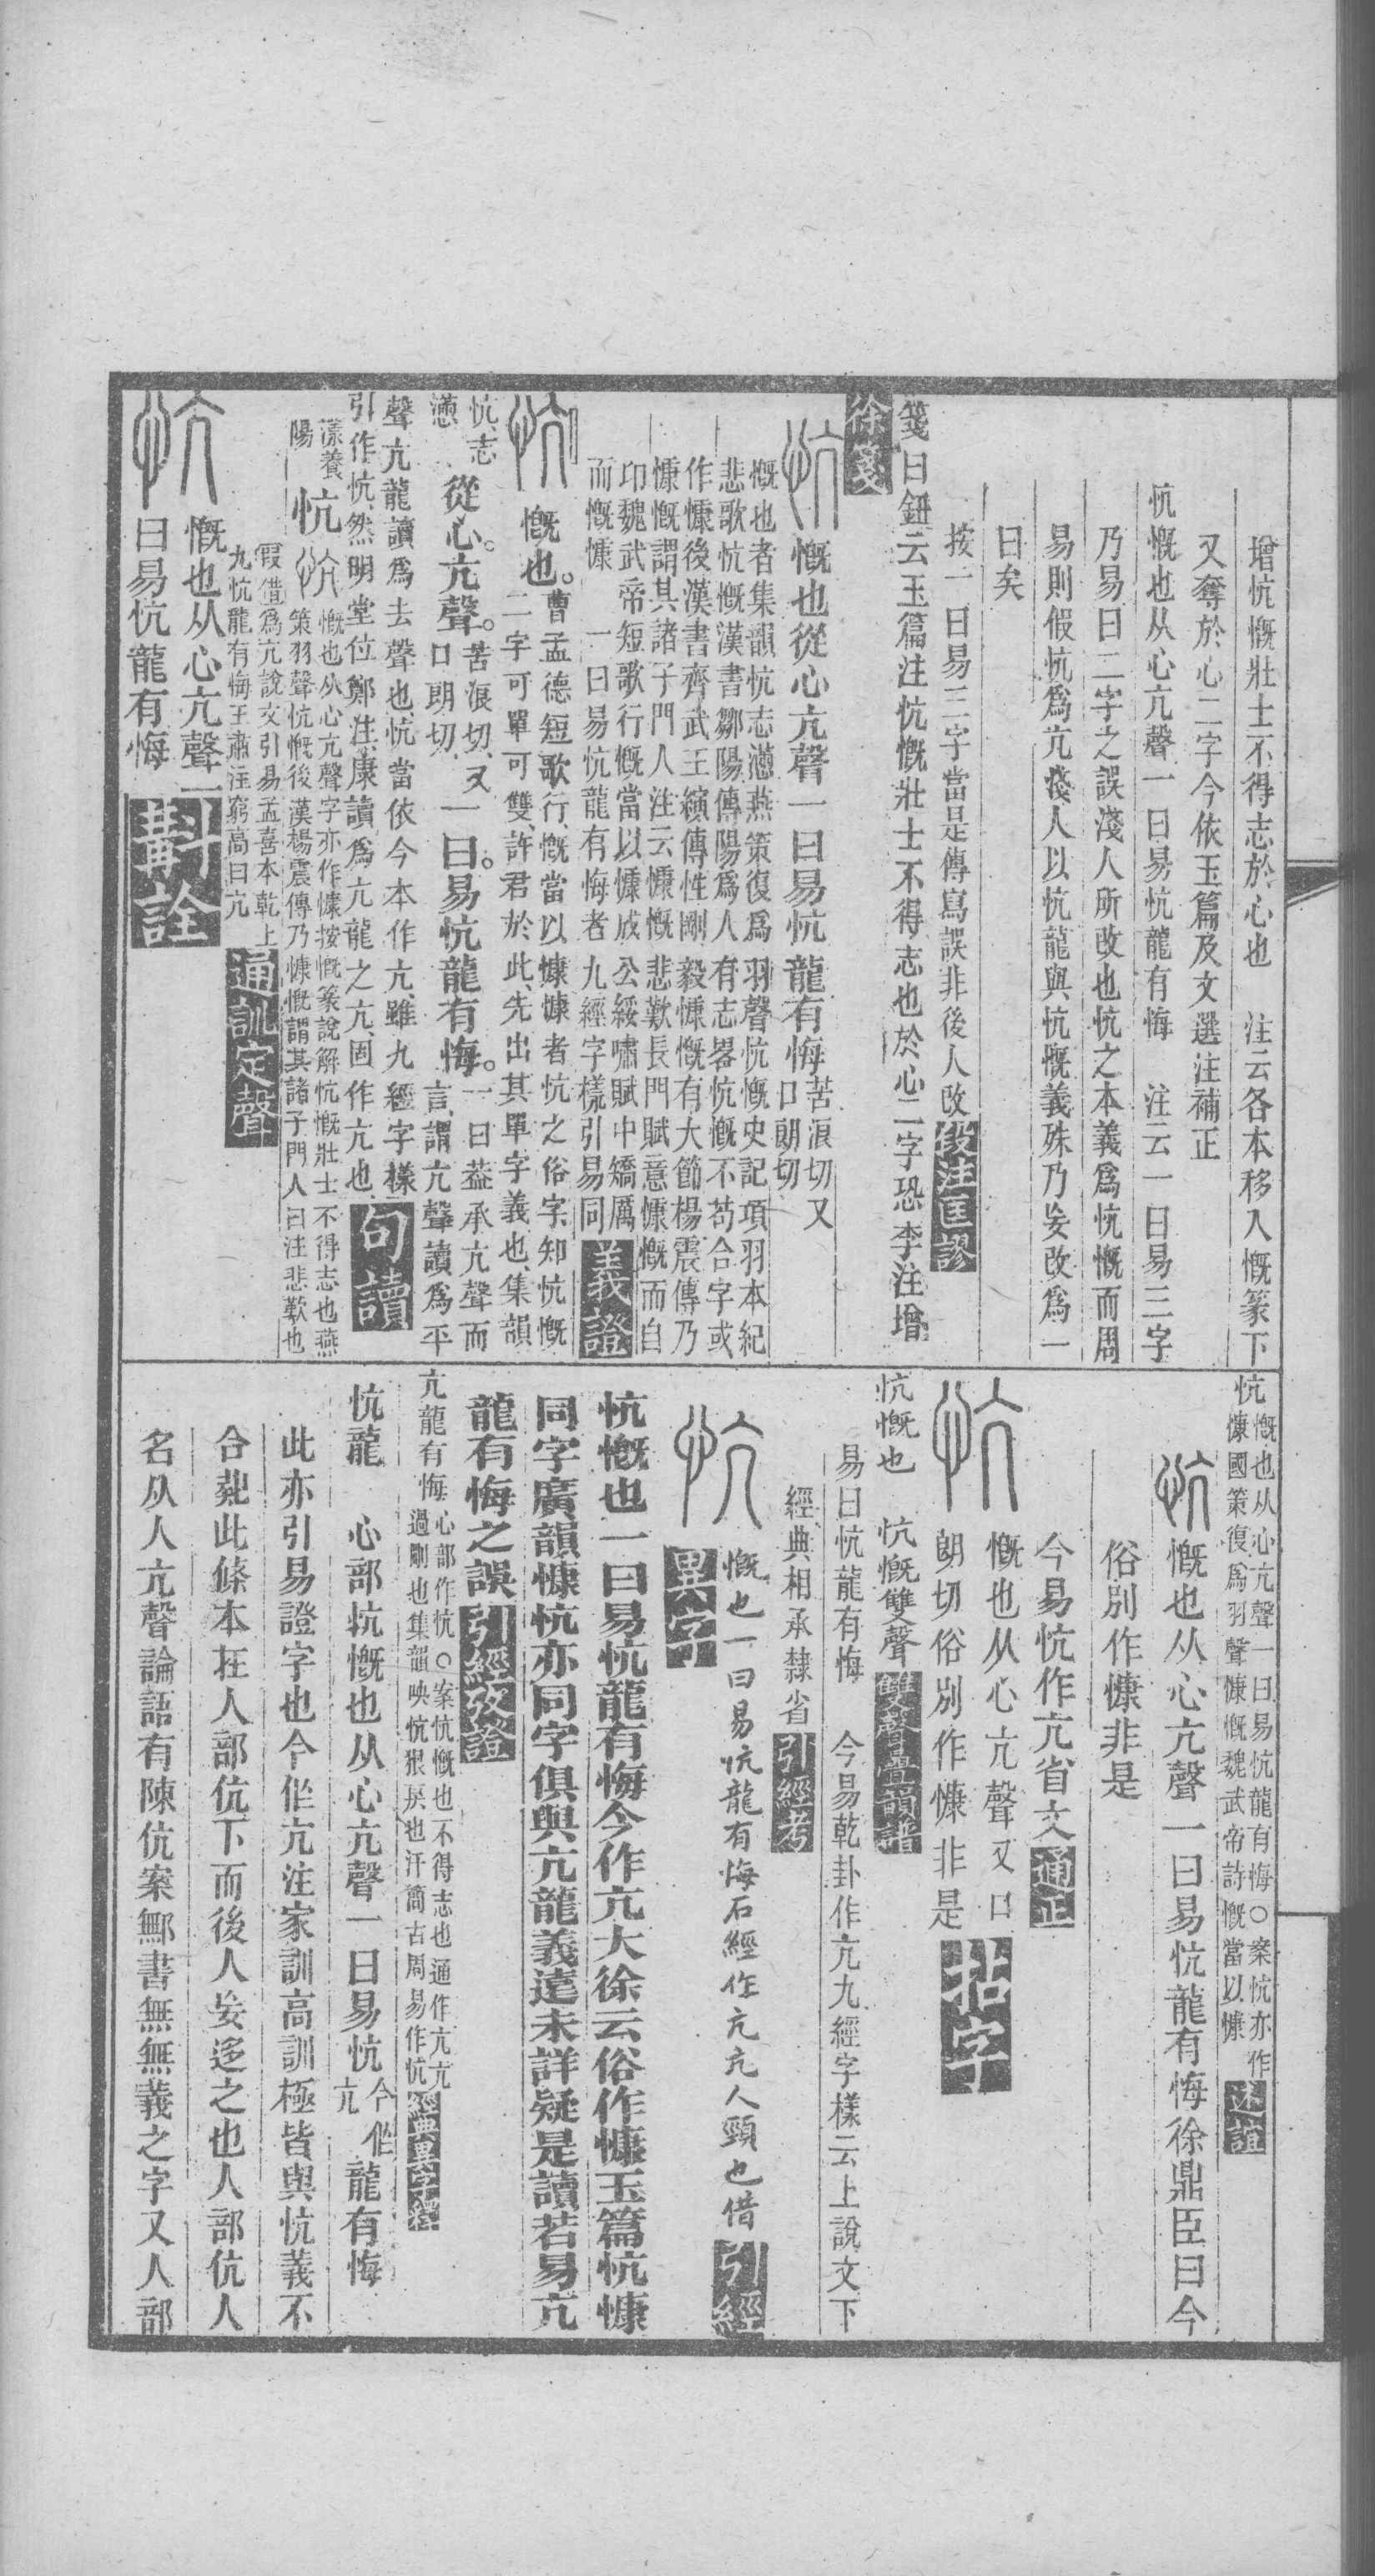 增忼慨壯士不得志於心也　注云各本移入慨篆下
又奪於心二字今依玉篇及文選注補正
忼慨也从心亢聲一曰易忼龍有悔　注云一曰易三字
乃易曰二字之誤淺人所改也忼之本義爲忼慨而周
易則假忼爲亢淺人以忼龍與忼慨義殊乃妄改爲一
曰矣
按一曰易三字當是傳寫誤非後人改 段注匡謬
箋曰鈕云玉篇注忼慨壯士不得志也於心二字恐李注增
徐箋
忼 慨也從心亢聲一曰易忼龍有悔苦浪切又
口朗切
慨也者集韻忼志懣燕策復爲羽聲忼慨史記項羽本紀
悲歌忼慨漢書鄒陽傳陽爲人有志畧忼慨不苟合字或
作慷後漢書齊武王縯傳性剛毅慷慨有大節楊震傳乃
慷慨謂其諸子門人注云慷慨悲歎長門賦意慷慨而自
卬魏武帝短歌行慨當以慷成公綏嘯賦中矯厲
而慨慷　一曰易忼龍有悔者九經字樣引易同 義證
忼 慨也。曹孟德短歌行、慨當以慷慷者忼之俗字、知忼慨
二字可單可雙、許君於此、先出其單字義也、集韻
忼、志
懣 從心。亢聲。苦浪切、又
口朗切、一曰。易忼龍有悔。一曰葢承亢聲而
言、謂亢聲讀爲平
聲亢龍讀爲去聲也、忼當依今本作亢、雖九經字樣
引作忼、然明堂位鄭注、康讀爲亢龍之亢、固作亢也、 句讀
漾養
陽 忼 慨也从心亢聲字亦作慷按慨篆說解忼慨壯士不得志也燕
策羽聲忼慨後漢楊震傳乃慷慨謂其諸子門人曰注悲歎也
叚借爲亢說文引易孟喜本乾上
九忼龍有悔王肅注窮高曰亢 通訓定聲
忼 慨也从心亢聲一
曰易忼龍有悔 斠詮
忼 慨也从心亢聲一曰易忼龍有悔○案忼亦作
慷國策復爲羽聲慷慨魏武帝詩慨當以慷 述誼
忼 慨也从心亢聲一曰易忼龍有悔徐鼎臣曰今
俗別作慷非是
今易忼作亢省文 通正
忼 慨也从心亢聲又口
朗切俗別作慷非是 拈字
忼慨也　忼慨雙聲 雙聲疊韻譜
易曰忼龍有悔　今易乾卦作亢九經字樣云上說文下
經典相承隸省 引經考
忼 慨也一曰易忼龍有悔石經作亢亢人頸也借 引經
異字
忼慨也一曰易忼龍有悔今作亢大徐云俗作慷玉篇忼慷
同字廣韻慷忼亦同字俱與亢龍義遠未詳疑是讀若易亢
龍有悔之誤 引經攷證
亢龍有悔 心部作忼○案忼慨也不得志也通作亢亢
過剛也集韻映忼狠戾也汗簡古周易作忼 經典異字釋
忼龍　心部忼慨也从心亢聲一曰易忼今作
亢龍有悔
此亦引易證字也今作亢注家訓高訓極皆與忼義不
合葢此條本在人部伉下而後人妄迻之也人部伉人
名从人亢聲論語有陳伉案鄦書無無義之字又人部